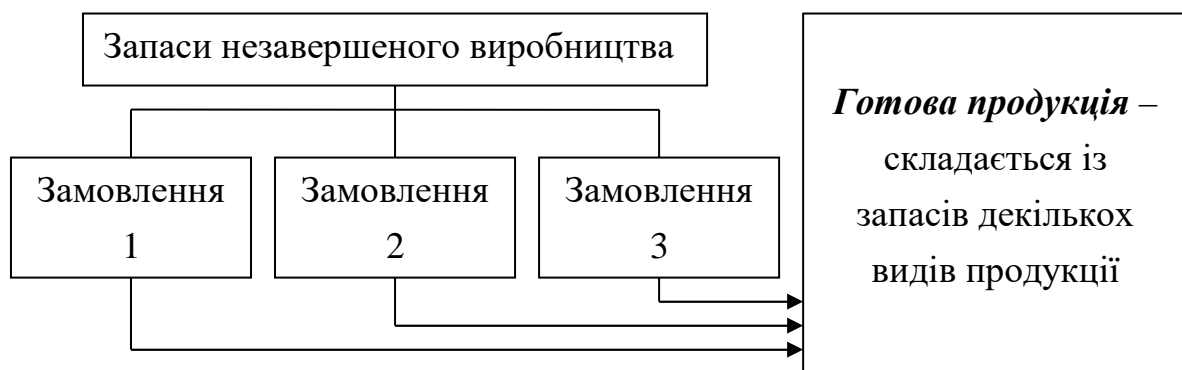 Запаси незавершеного виробництва
Замовлення
1
Замовлення
2
Замовлення
3
Готова продукція –
складається із
запасів декількох
видів продукції